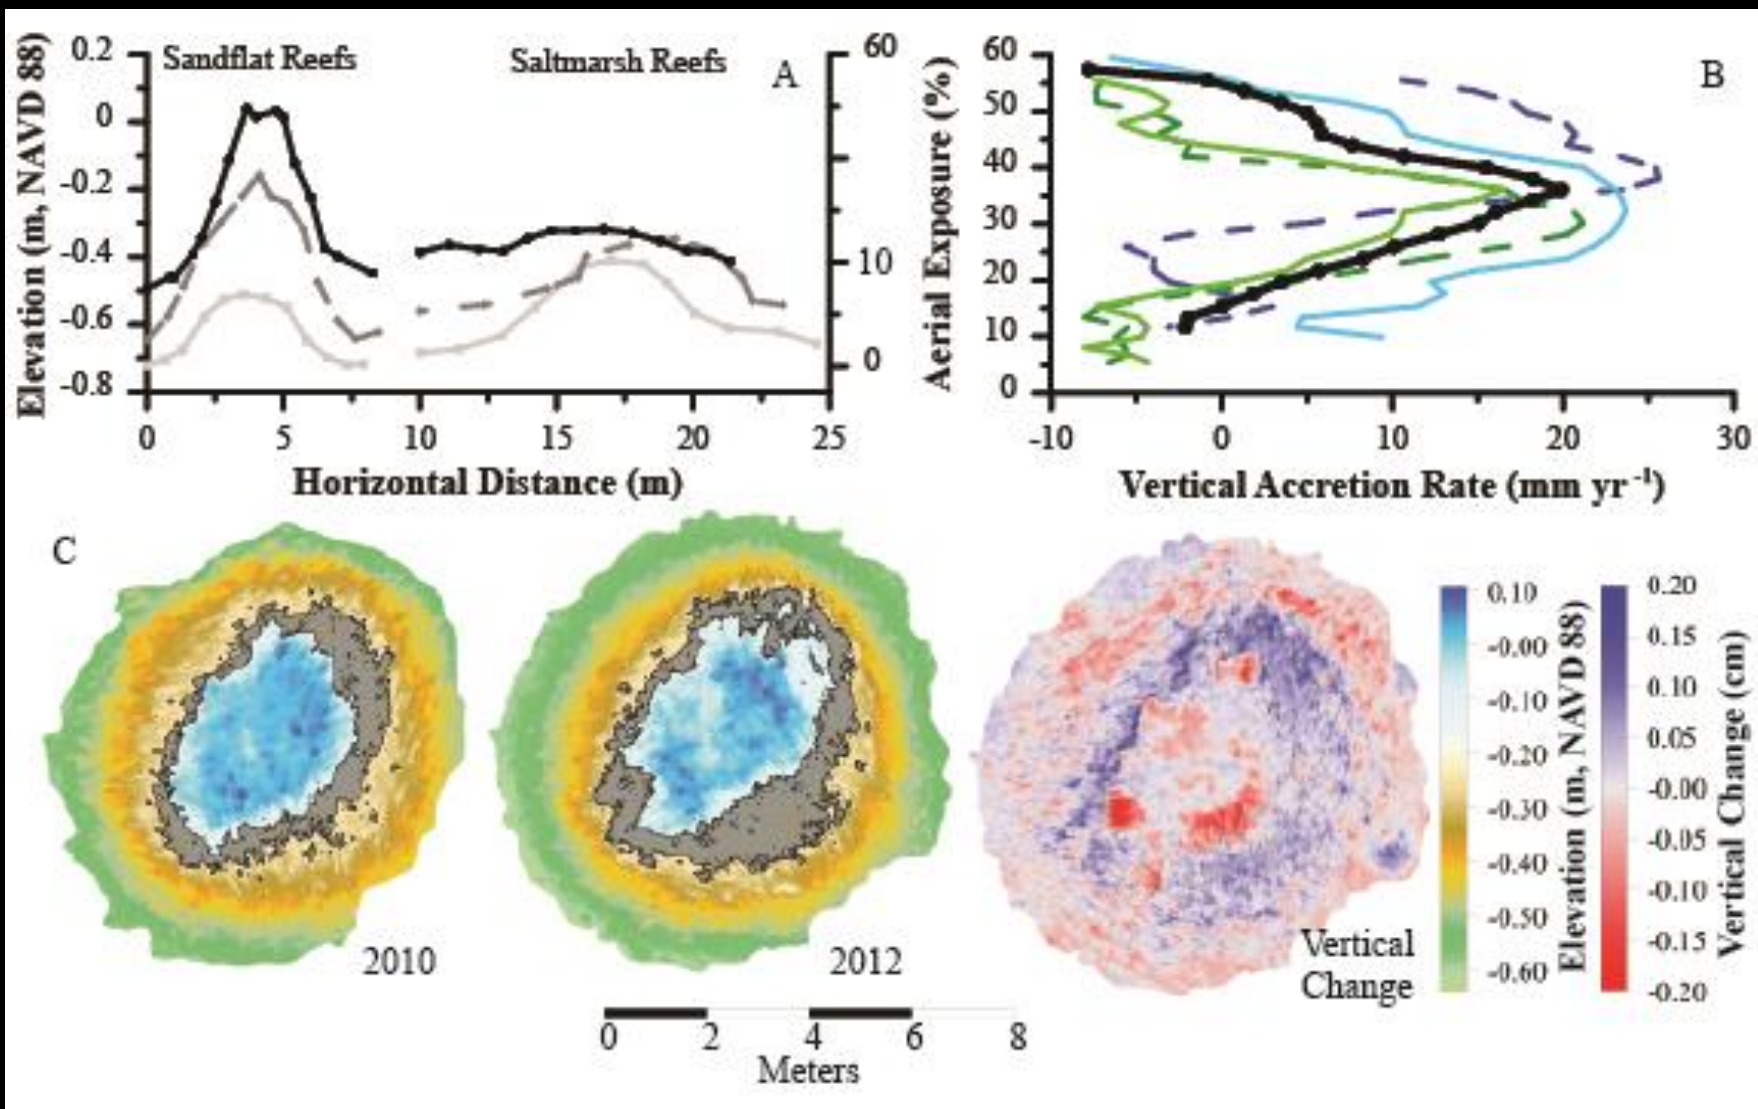 Sandflat Reefs
Saltmarsh Reefs
A
Elevation (m, NAVD 88)
0.2
0
-0.2
-0.4
-0.6
-0.8
60
10
0
0 5 10 15 20 25
Horizontal Distance (m)
B
Aerial Exposure (%)
60
50
40
30
20
10
0
-10 0 10 20 30
Vertical Accretion Rate (mm yr⁻¹)
C
2010
2012
Vertical
Change
0.10
-0.00
-0.10
-0.20
-0.30
-0.40
-0.50
-0.60
Elevation (m, NAVD 88)
0.20
0.15
0.10
0.05
-0.00
-0.05
-0.10
-0.15
-0.20
Vertical Change (cm)
0 2 4 6 8
Meters